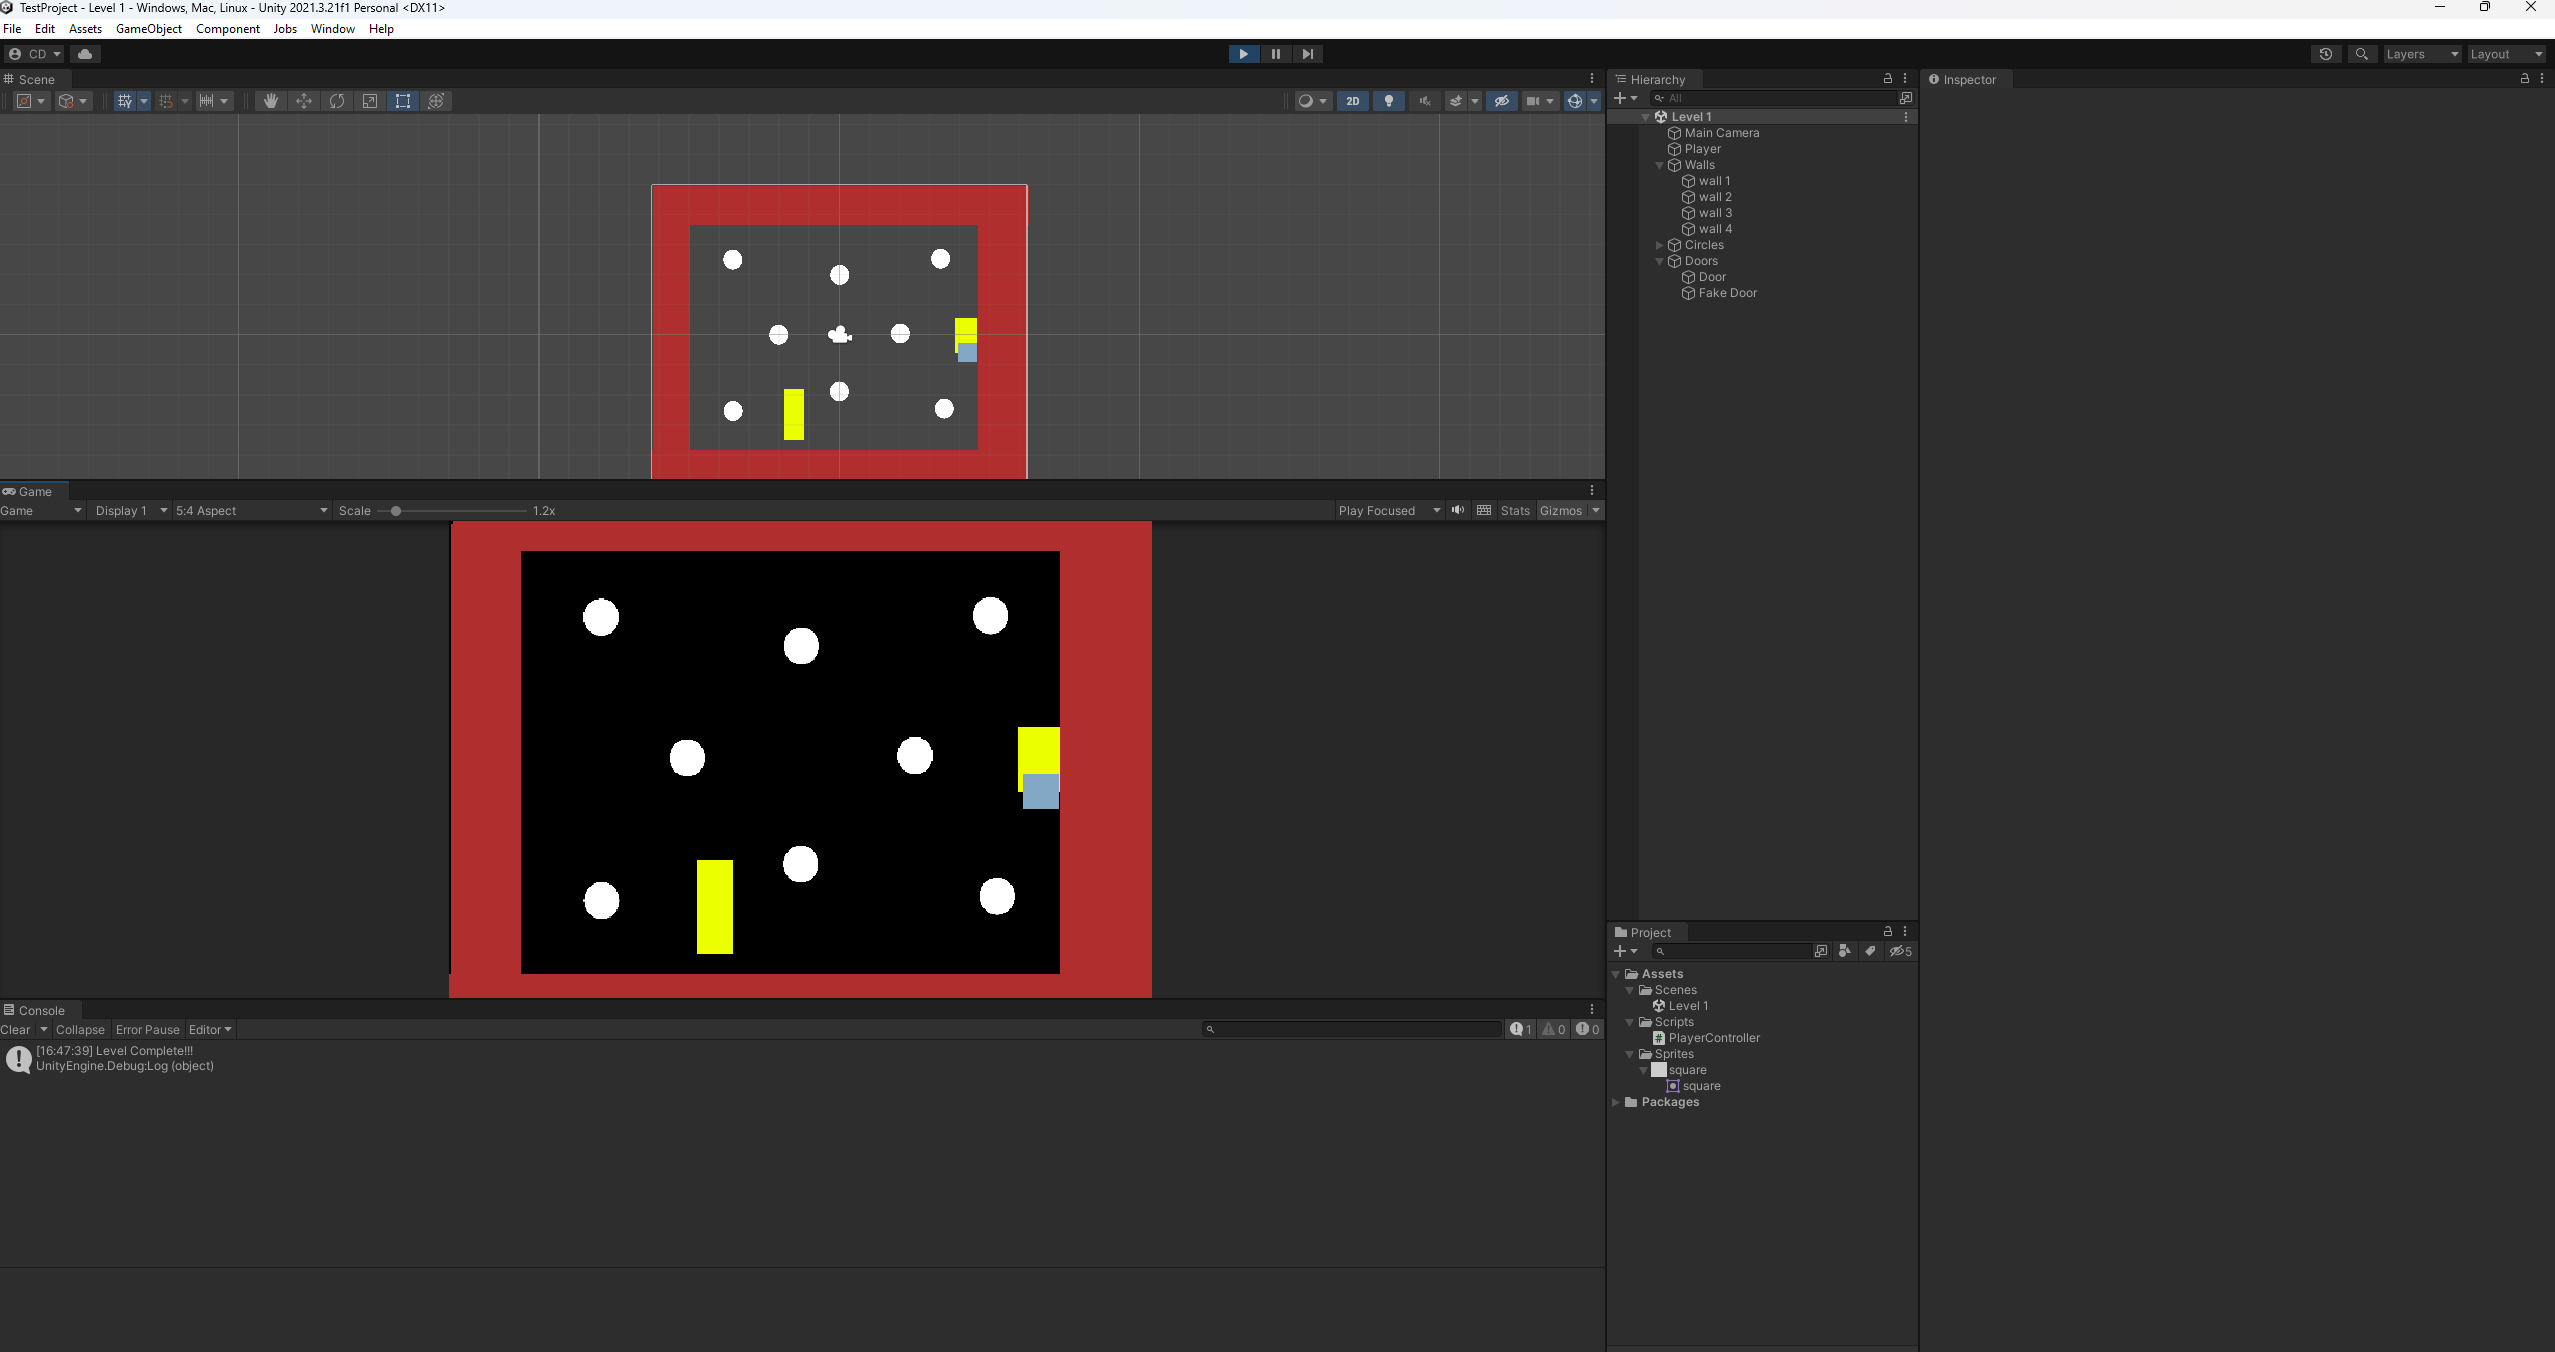 TestProject - Level 1 - Windows, Mac, Linux - Unity 2021.3.21f1 Personal <DX11>
File Edit Assets GameObject Component Jobs Window Help
CD
Layers Layout
Scene
2D
Hierarchy
All
Level 1
Main Camera
Player
Walls
wall 1
wall 2
wall 3
wall 4
Circles
Doors
Door
Fake Door
Inspector
Game
Game Display 1 5:4 Aspect Scale 1.2x Play Focused Stats Gizmos
Console
Clear Collapse Error Pause Editor 1 0 0
[16:47:39] Level Complete!!!
UnityEngine.Debug:Log (object)
Project
5
Assets
Scenes
Level 1
Scripts
PlayerController
Sprites
square
square
Packages